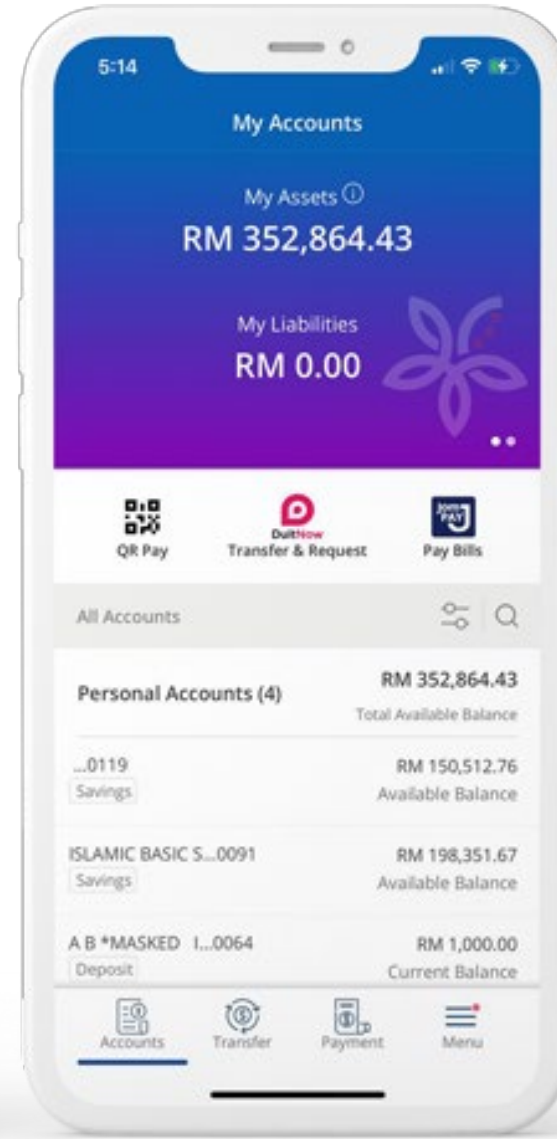 5:14
My Accounts
My Assets
RM 352,864.43
My Liabilities
RM 0.00
QR Pay
DuitNow
Transfer & Request
JomPAY
Pay Bills
All Accounts
Personal Accounts (4)
RM 352,864.43
Total Available Balance
...0119
RM 150,512.76
Savings
Available Balance
ISLAMIC BASIC S...0091
RM 198,351.67
Savings
Available Balance
A B *MASKED I...0064
RM 1,000.00
Deposit
Current Balance
Accounts
Transfer
Payment
Menu